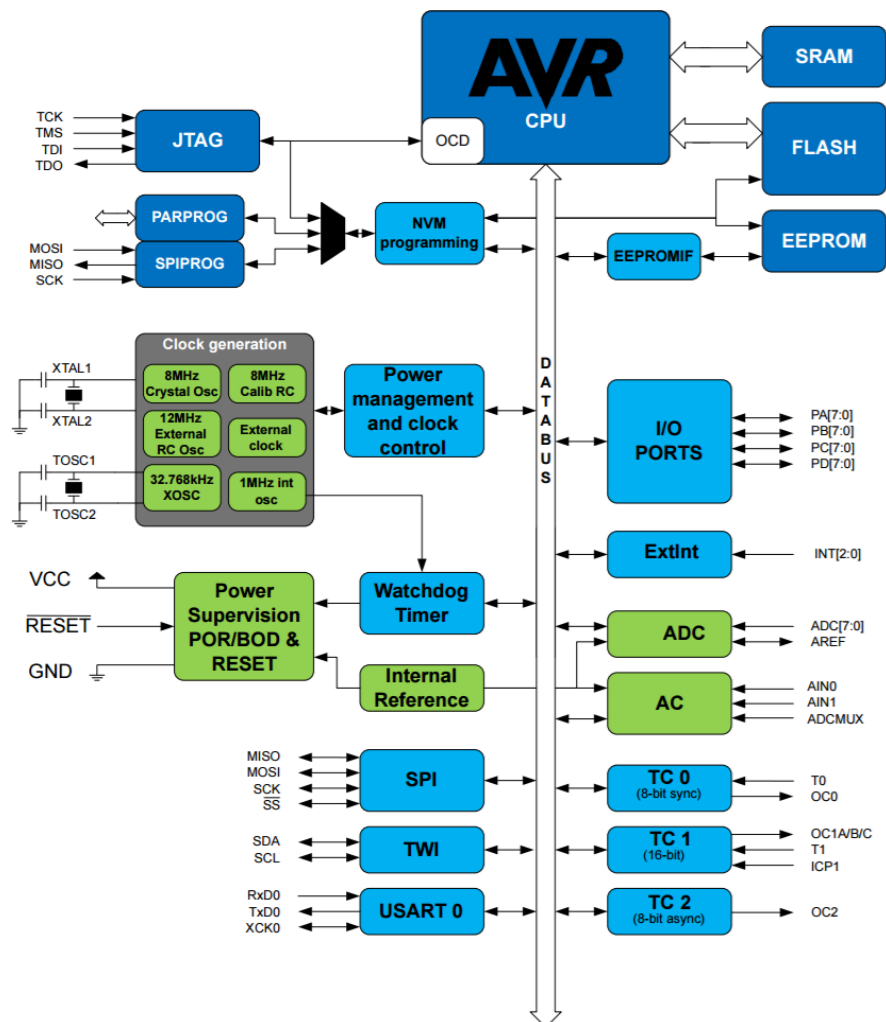 AVR
CPU
OCD
SRAM
FLASH
EEPROM
TCK
TMS
TDI
TDO
JTAG
PARPROG
MOSI
MISO
SCK
SPIPROG
NVM
programming
EEPROMIF
Clock generation
8MHz
Crystal Osc
8MHz
Calib RC
12MHz
External
RC Osc
External
clock
32.768kHz
XOSC
1MHz int
osc
XTAL1
XTAL2
TOSC1
TOSC2
Power
management
and clock
control
DATABUS
I/O
PORTS
PA[7:0]
PB[7:0]
PC[7:0]
PD[7:0]
ExtInt
INT[2:0]
VCC
RESET
GND
Power
Supervision
POR/BOD &
RESET
Watchdog
Timer
Internal
Reference
ADC
ADC[7:0]
AREF
AC
AIN0
AIN1
ADCMUX
MISO
MOSI
SCK
SS
SPI
TC 0
(8-bit sync)
T0
OC0
SDA
SCL
TWI
TC 1
(16-bit)
OC1A/B/C
T1
ICP1
RxD0
TxD0
XCK0
USART 0
TC 2
(8-bit async)
OC2